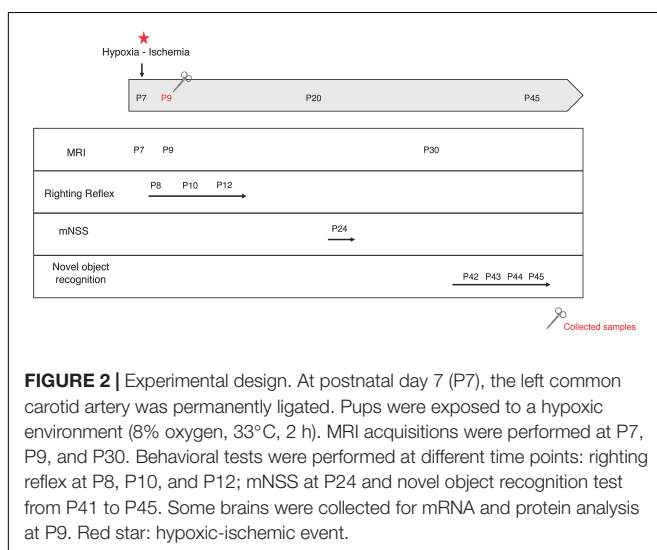 Hypoxia - Ischemia
P7 P9 P20 P45
MRI P7 P9 P30
Righting Reflex P8 P10 P12
mNSS P24
Novel object
recognition P42 P43 P44 P45
Collected samples
FIGURE 2 | Experimental design. At postnatal day 7 (P7), the left common
carotid artery was permanently ligated. Pups were exposed to a hypoxic
environment (8% oxygen, 33°C, 2 h). MRI acquisitions were performed at P7,
P9, and P30. Behavioral tests were performed at different time points: righting
reflex at P8, P10, and P12; mNSS at P24 and novel object recognition test
from P41 to P45. Some brains were collected for mRNA and protein analysis
at P9. Red star: hypoxic-ischemic event.